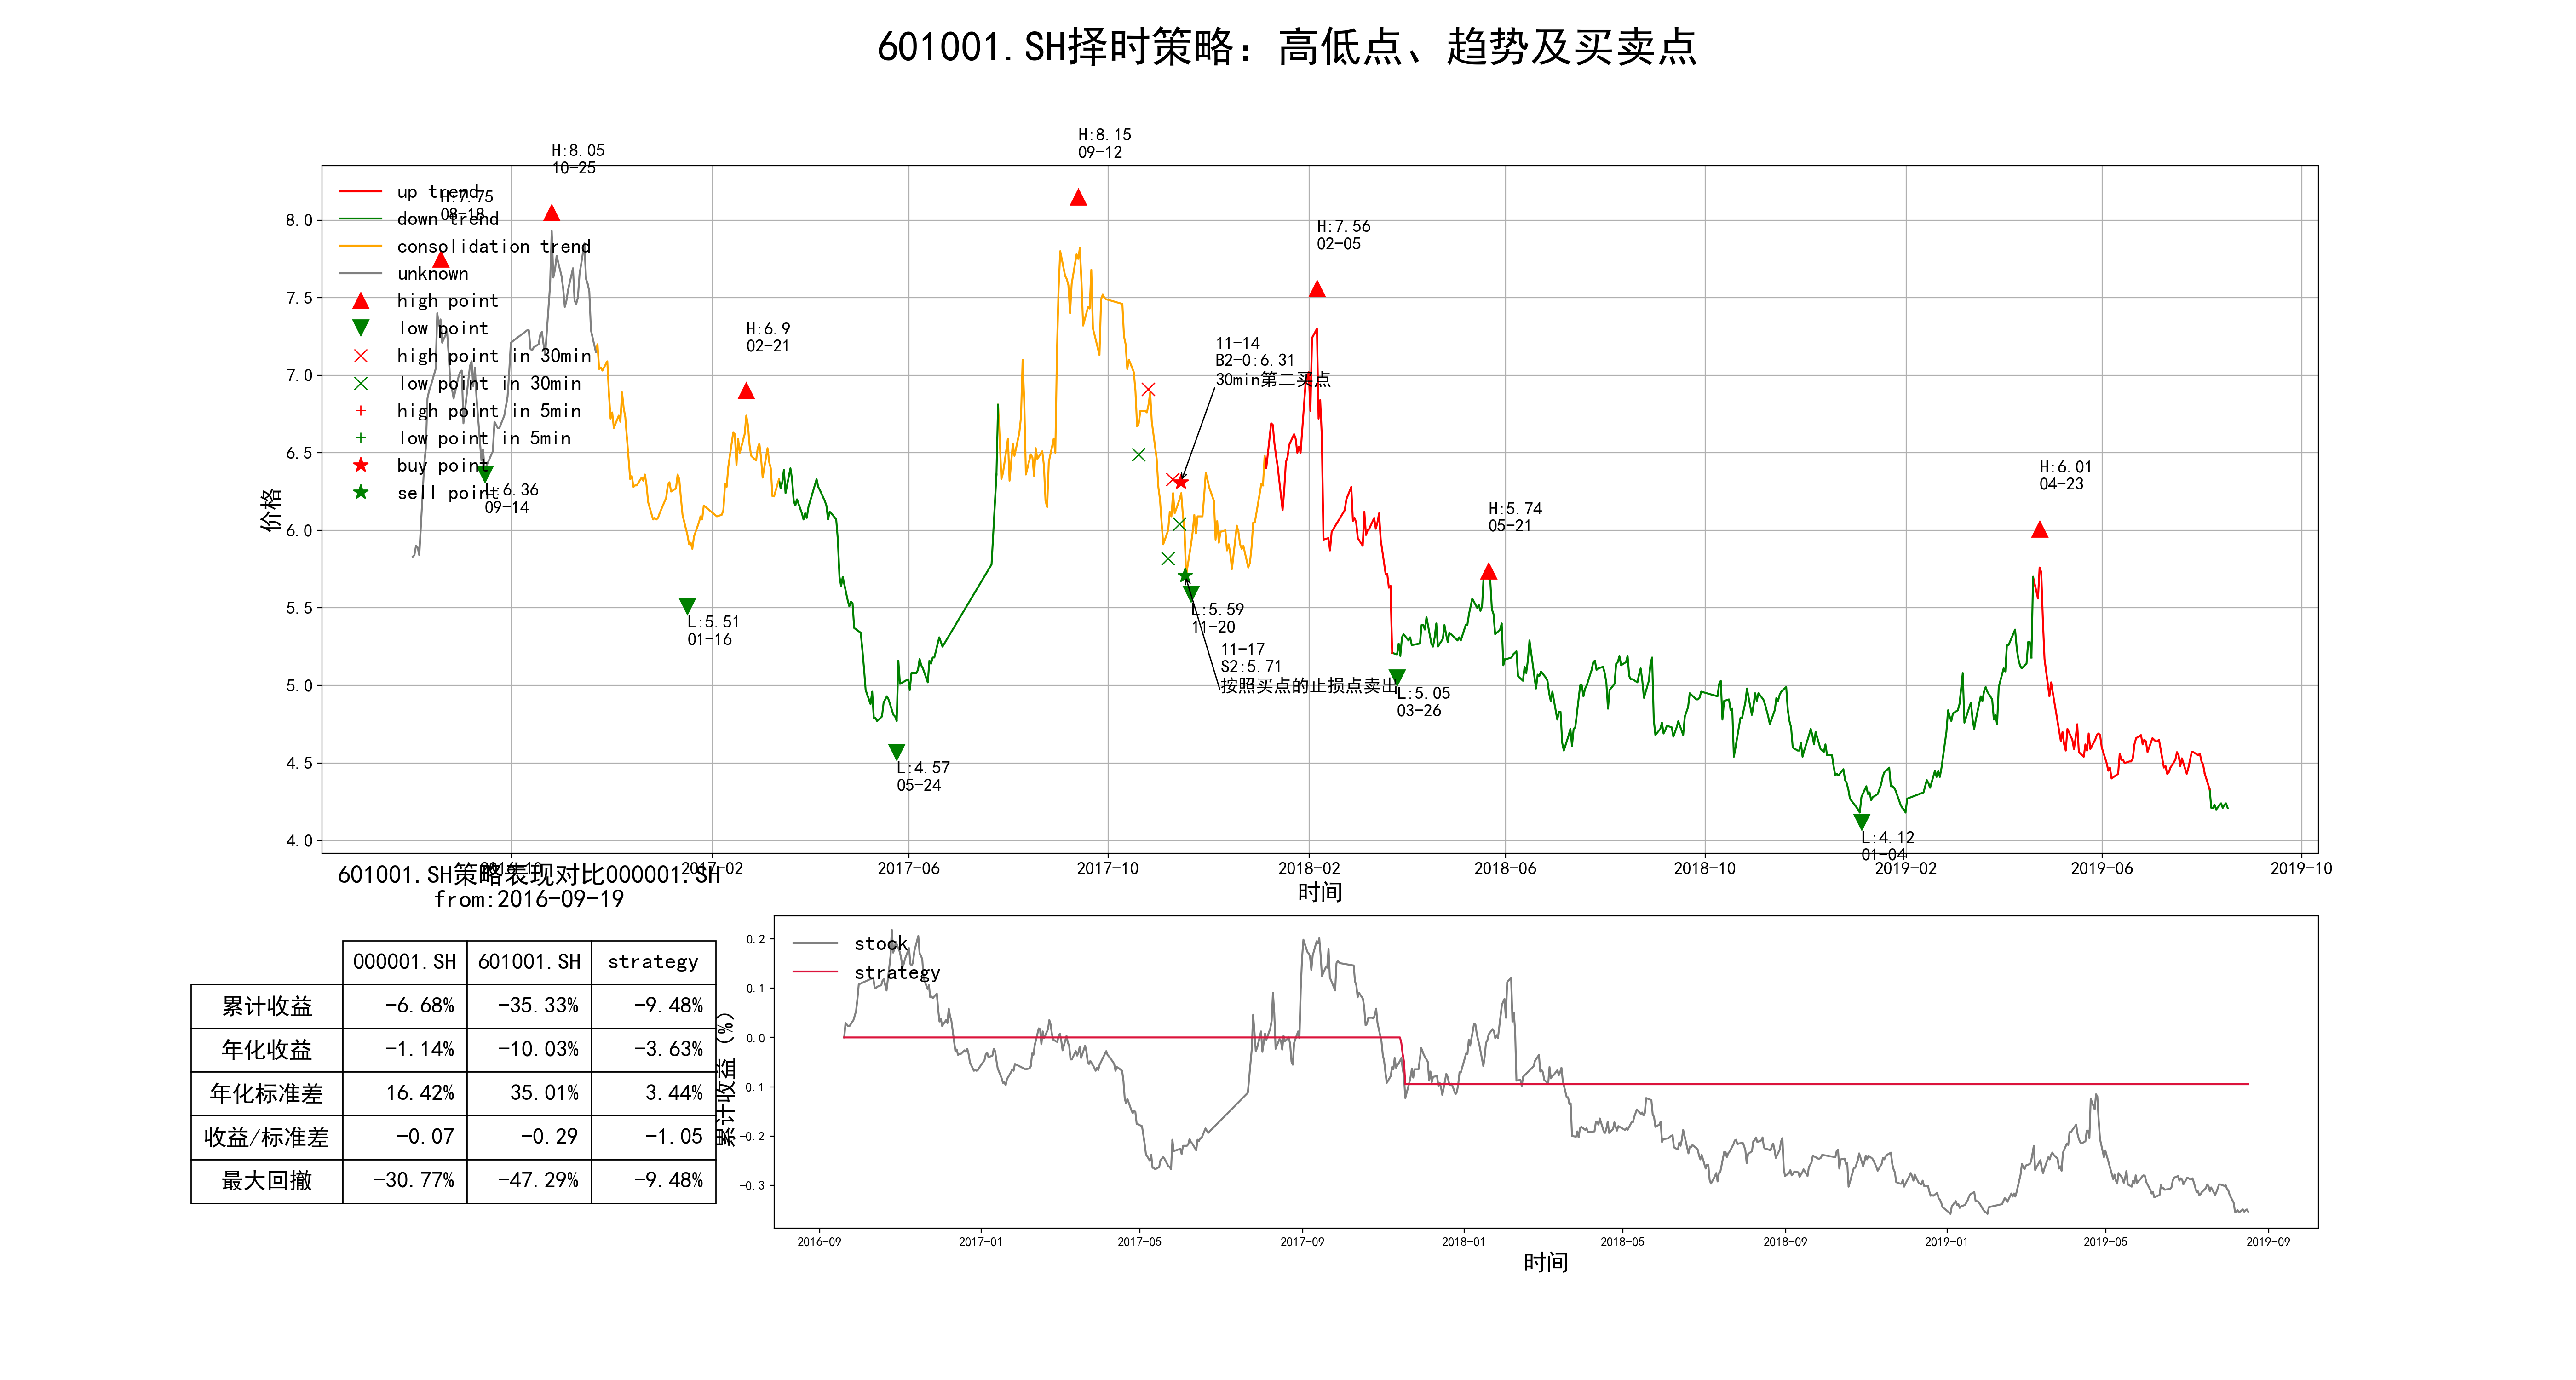 601001.SH择时策略：高低点、趋势及买卖点
H:8.15
09-12
H:8.05
10-25
H:7.75
08-18
up trend
down trend
consolidation trend
unknown
high point
low point
high point in 30min
low point in 30min
high point in 5min
low point in 5min
buy point
sell point
H:7.56
02-05
H:6.9
02-21
11-14
B2-0:6.31
30min第二买点
L:6.36
09-14
H:6.01
04-23
H:5.74
05-21
L:5.51
01-16
L:5.59
11-20
11-17
S2:5.71
按照买点的止损点卖出
L:5.05
03-26
L:4.57
05-24
L:4.12
01-04
价格
8.0
7.5
7.0
6.5
6.0
5.5
5.0
4.5
4.0
2016-10
2017-02
2017-06
2017-10
2018-02
2018-06
2018-10
2019-02
2019-06
2019-10
时间
601001.SH策略表现对比000001.SH
from:2016-09-19
000001.SH 601001.SH strategy
累计收益 -6.68% -35.33% -9.48%
年化收益 -1.14% -10.03% -3.63%
年化标准差 16.42% 35.01% 3.44%
收益/标准差 -0.07 -0.29 -1.05
最大回撤 -30.77% -47.29% -9.48%
累计收益（%）
0.2
0.1
0.0
-0.1
-0.2
-0.3
stock
strategy
2016-09
2017-01
2017-05
2017-09
2018-01
2018-05
2018-09
2019-01
2019-05
2019-09
时间